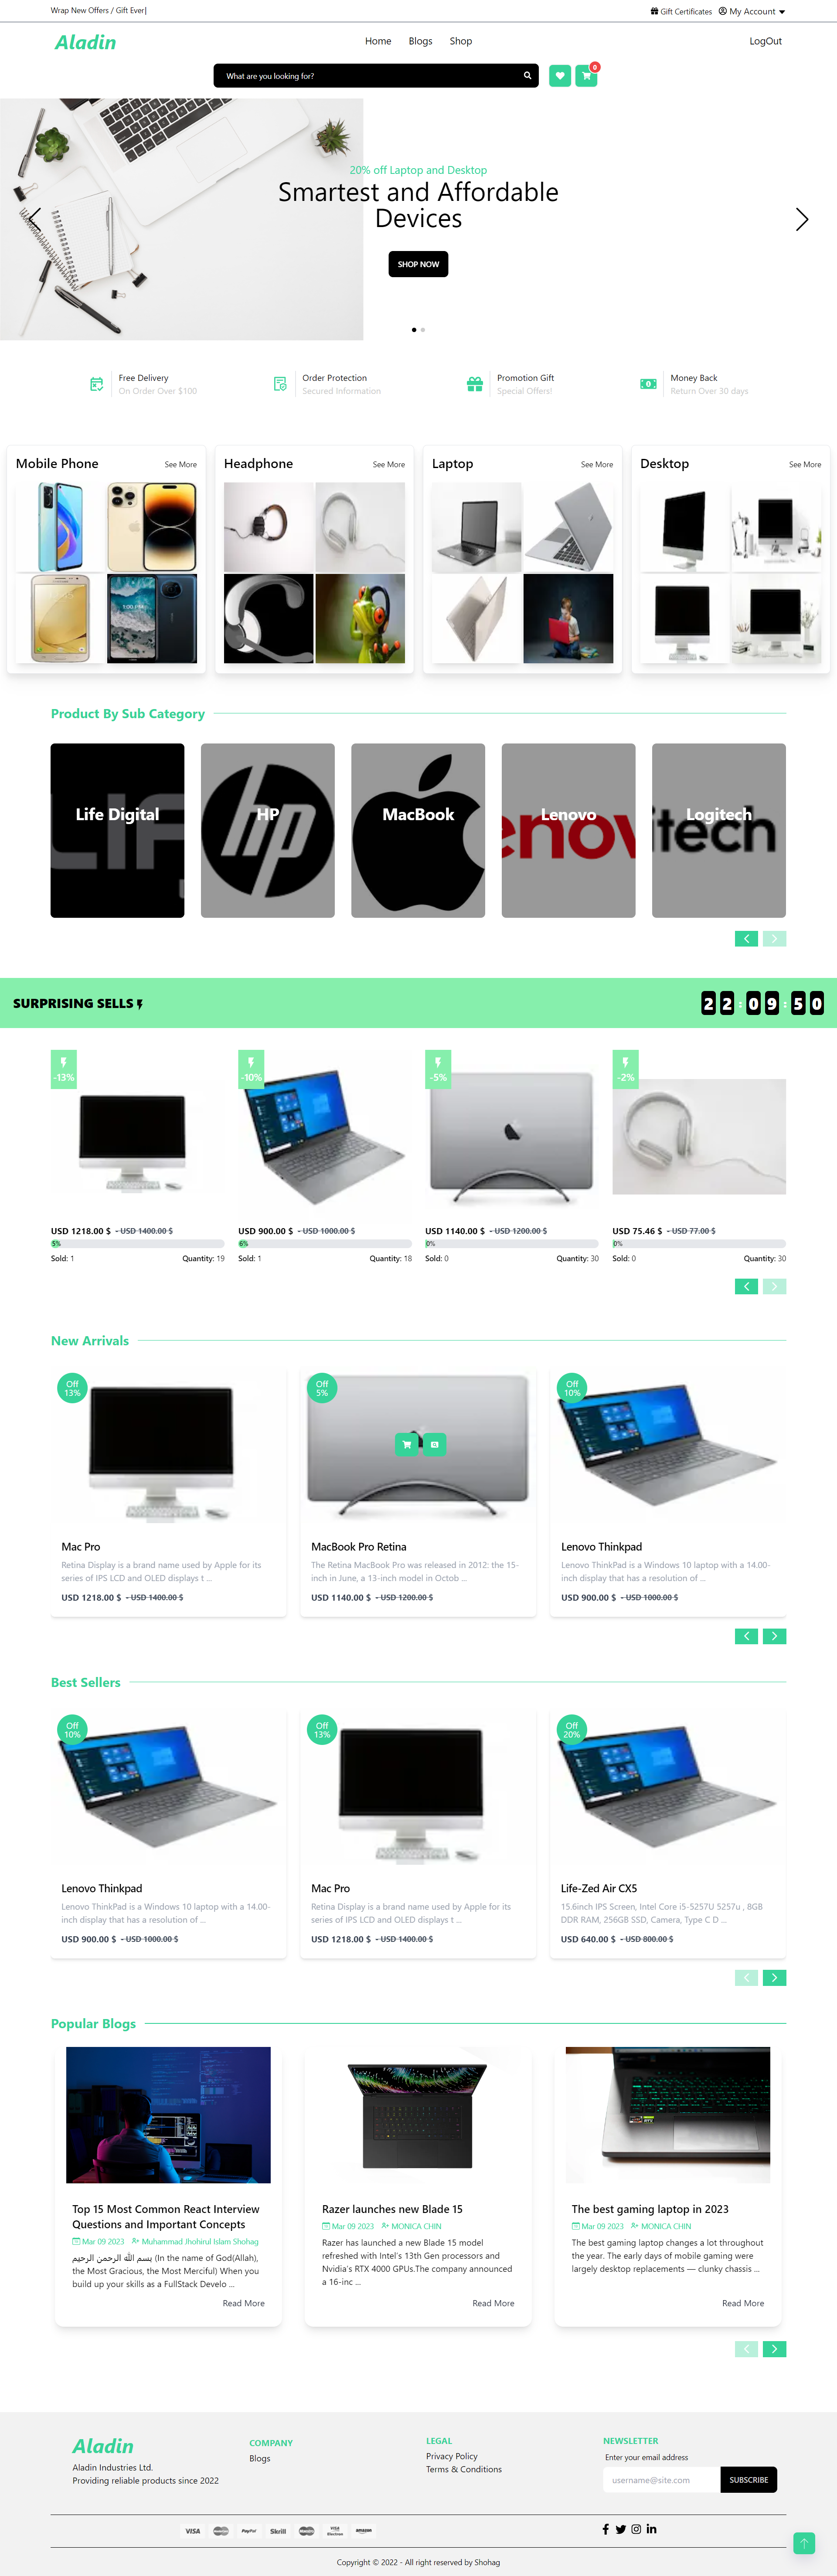 Wrap New Offers / Gift Ever|
Gift Certificates
My Account
Aladin
Home
Blogs
Shop
LogOut
What are you looking for?
0
20% off Laptop and Desktop
Smartest and Affordable
Devices
SHOP NOW
Free Delivery
On Order Over $100
Order Protection
Secured Information
Promotion Gift
Special Offers!
Money Back
Return Over 30 days
Mobile Phone
See More
Headphone
See More
Laptop
See More
Desktop
See More
Product By Sub Category
Life Digital
HP
MacBook
Lenovo
Logitech
SURPRISING SELLS
22:09:50
-13%
-10%
-5%
-2%
USD 1218.00 $ - USD 1400.00 $
5%
Sold: 1 Quantity: 19
USD 900.00 $ - USD 1000.00 $
6%
Sold: 1 Quantity: 18
USD 1140.00 $ - USD 1200.00 $
0%
Sold: 0 Quantity: 30
USD 75.46 $ - USD 77.00 $
0%
Sold: 0 Quantity: 30
New Arrivals
Off
13%
Mac Pro
Retina Display is a brand name used by Apple for its
series of IPS LCD and OLED displays t ...
USD 1218.00 $ - USD 1400.00 $
Off
5%
MacBook Pro Retina
The Retina MacBook Pro was released in 2012: the 15-
inch in June, a 13-inch model in Octob ...
USD 1140.00 $ - USD 1200.00 $
Off
10%
Lenovo Thinkpad
Lenovo ThinkPad is a Windows 10 laptop with a 14.00-
inch display that has a resolution of ...
USD 900.00 $ - USD 1000.00 $
Best Sellers
Off
10%
Lenovo Thinkpad
Lenovo ThinkPad is a Windows 10 laptop with a 14.00-
inch display that has a resolution of ...
USD 900.00 $ - USD 1000.00 $
Off
13%
Mac Pro
Retina Display is a brand name used by Apple for its
series of IPS LCD and OLED displays t ...
USD 1218.00 $ - USD 1400.00 $
Off
20%
Life-Zed Air CX5
15.6inch IPS Screen, Intel Core i5-5257U 5257u , 8GB
DDR RAM, 256GB SSD, Camera, Type C D ...
USD 640.00 $ - USD 800.00 $
Popular Blogs
Top 15 Most Common React Interview
Questions and Important Concepts
Mar 09 2023 Muhammad Jhohirul Islam Shohag
بسم الله الرحمن الرحيم (In the name of God(Allah),
the Most Gracious, the Most Merciful) When you
build up your skills as a FullStack Develo ...
Read More
Razer launches new Blade 15
Mar 09 2023 MONICA CHIN
Razer has launched a new Blade 15 model
refreshed with Intel's 13th Gen processors and
Nvidia's RTX 4000 GPUs.The company announced
a 16-inc ...
Read More
The best gaming laptop in 2023
Mar 09 2023 MONICA CHIN
The best gaming laptop changes a lot throughout
the year. The early days of mobile gaming were
largely desktop replacements — clunky chassis ...
Read More
Aladin
Aladin Industries Ltd.
Providing reliable products since 2022
COMPANY
Blogs
LEGAL
Privacy Policy
Terms & Conditions
NEWSLETTER
Enter your email address
username@site.com
SUBSCRIBE
VISA
PayPal
Skrill
VISA
Electron
amazon
Copyright © 2022 - All right reserved by Shohag